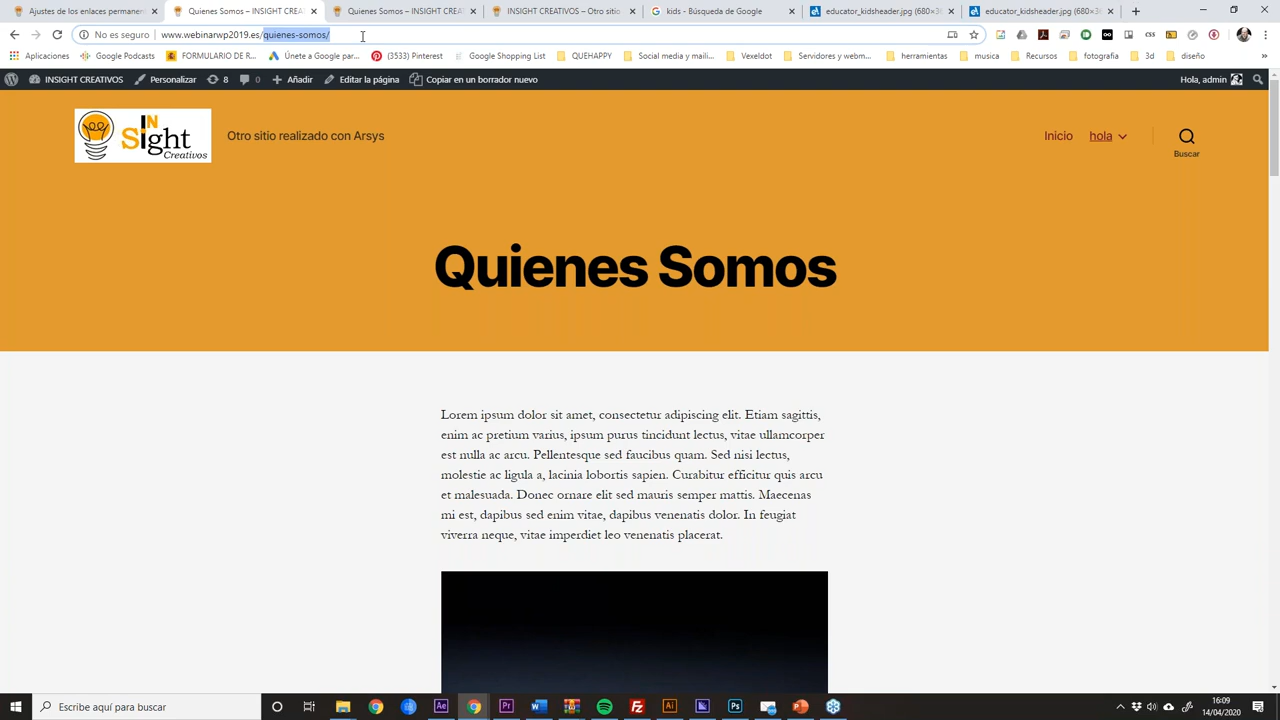 Ajustes de los enlaces permanen
Quienes Somos – INSIGHT CREA
Quienes Somos – INSIGHT CREAT
INSIGHT CREATIVOS – Otro sitio r
kids - Búsqueda de Google
educator_kidsheader.jpg (680×3
educator_kidsheader.jpg (680×3
No es seguro
www.webinarwp2019.es/quienes-somos/
Aplicaciones
Google Podcasts
FORMULARIO DE R...
Únete a Google par...
(3533) Pinterest
Google Shopping List
QUEHAPPY
Social media y maili...
Vexeldot
Servidores y webm...
herramientas
musica
Recursos
fotografia
3d
diseño
»
INSIGHT CREATIVOS
Personalizar
8
0
Añadir
Editar la página
Copiar en un borrador nuevo
Hola, admin
INSight
Creativos
Otro sitio realizado con Arsys
Inicio
hola
Buscar
Quienes Somos
Lorem ipsum dolor sit amet, consectetur adipiscing elit. Etiam sagittis,
enim ac pretium varius, ipsum purus tincidunt lectus, vitae ullamcorper
est nulla ac arcu. Pellentesque sed faucibus quam. Sed nisi lectus,
molestie ac ligula a, lacinia lobortis sapien. Curabitur efficitur quis arcu
et malesuada. Donec ornare elit sed mauris semper mattis. Maecenas
mi est, dapibus sed enim vitae, dapibus venenatis dolor. In feugiat
viverra neque, vitae imperdiet leo venenatis placerat.
Escribe aquí para buscar
16:09
14/04/2020